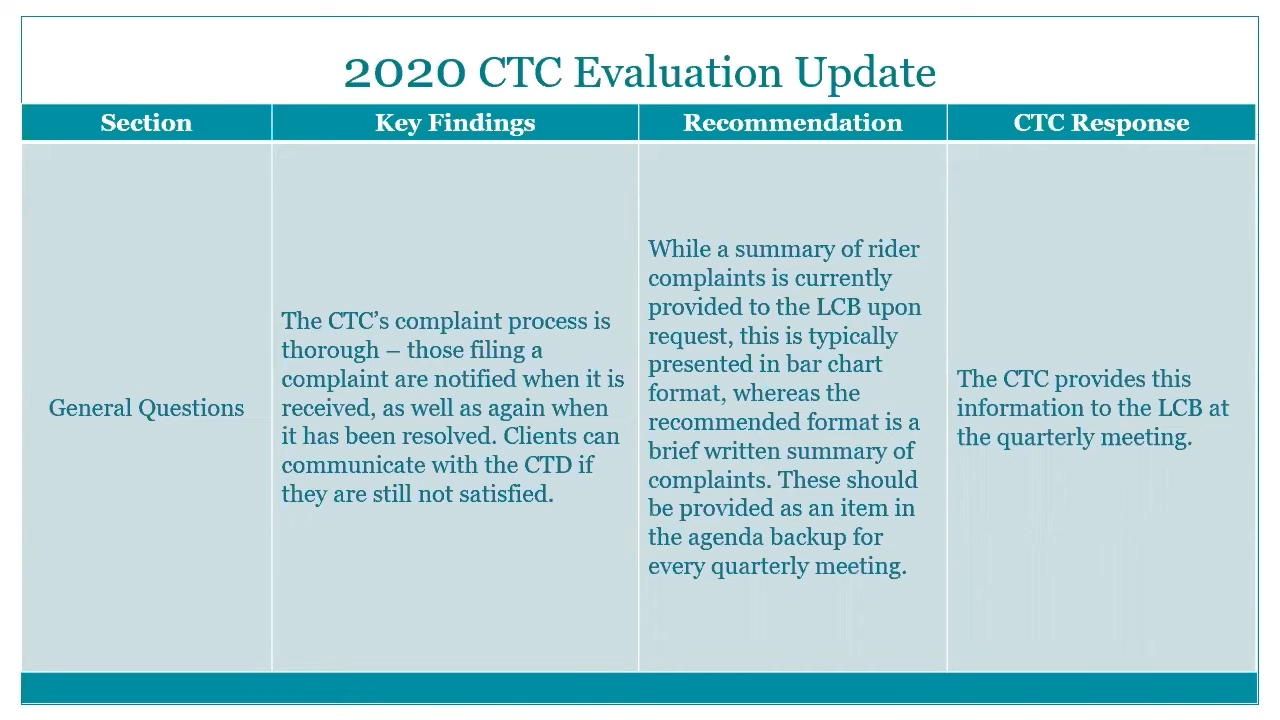 2020 CTC Evaluation Update
Section
Key Findings
Recommendation
CTC Response
General Questions
The CTC’s complaint process is
thorough – those filing a
complaint are notified when it is
received, as well as again when
it has been resolved. Clients can
communicate with the CTD if
they are still not satisfied.
While a summary of rider
complaints is currently
provided to the LCB upon
request, this is typically
presented in bar chart
format, whereas the
recommended format is a
brief written summary of
complaints. These should
be provided as an item in
the agenda backup for
every quarterly meeting.
The CTC provides this
information to the LCB at
the quarterly meeting.